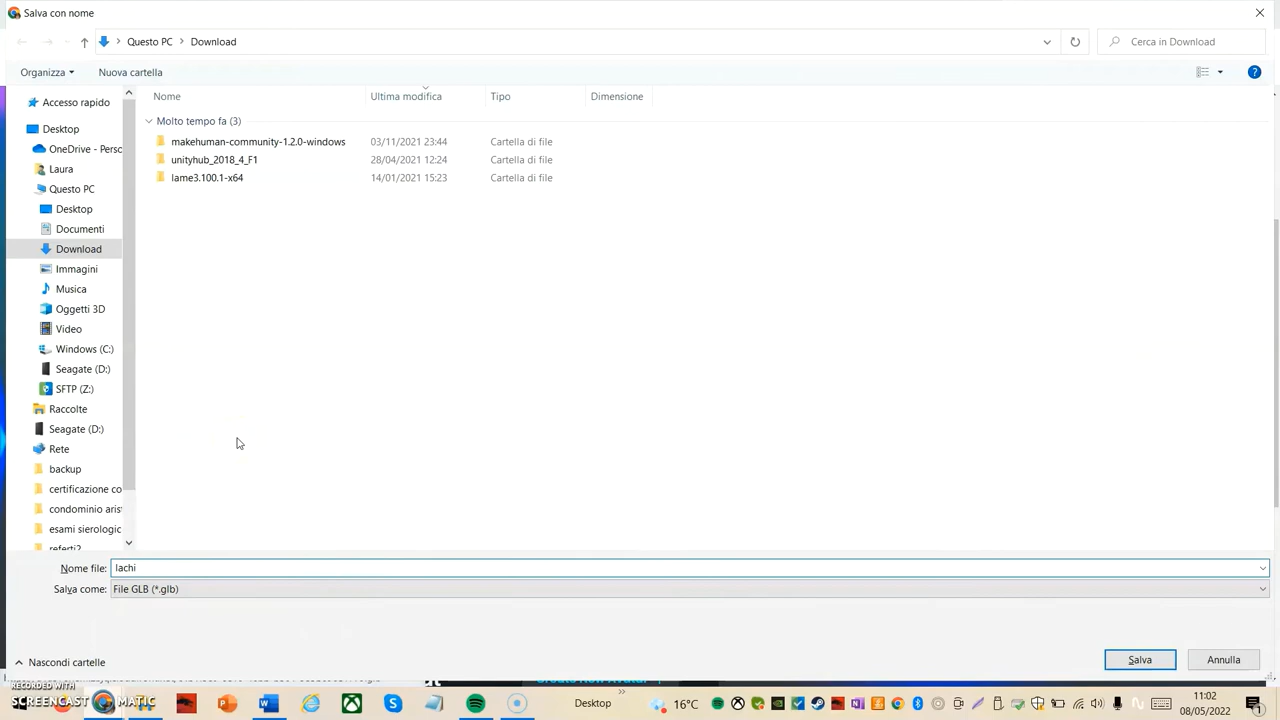 Salva con nome
Questo PC > Download
Cerca in Download
Organizza
Nuova cartella
Nome
Ultima modifica
Tipo
Dimensione
Molto tempo fa (3)
makehuman-community-1.2.0-windows 03/11/2021 23:44 Cartella di file
unityhub_2018_4_F1 28/04/2021 12:24 Cartella di file
lame3.100.1-x64 14/01/2021 15:23 Cartella di file
Accesso rapido
Desktop
OneDrive - Perso
Laura
Questo PC
Desktop
Documenti
Download
Immagini
Musica
Oggetti 3D
Video
Windows (C:)
Seagate (D:)
SFTP (Z:)
Raccolte
Seagate (D:)
Rete
backup
certificazione co
condominio aris
esami sierologic
referti2
Nome file: lachi
Salva come: File GLB (*.glb)
Nascondi cartelle
Salva
Annulla
RECORDED WITH
SCREENCAST MATIC
Desktop
16°C
11:02
08/05/2022